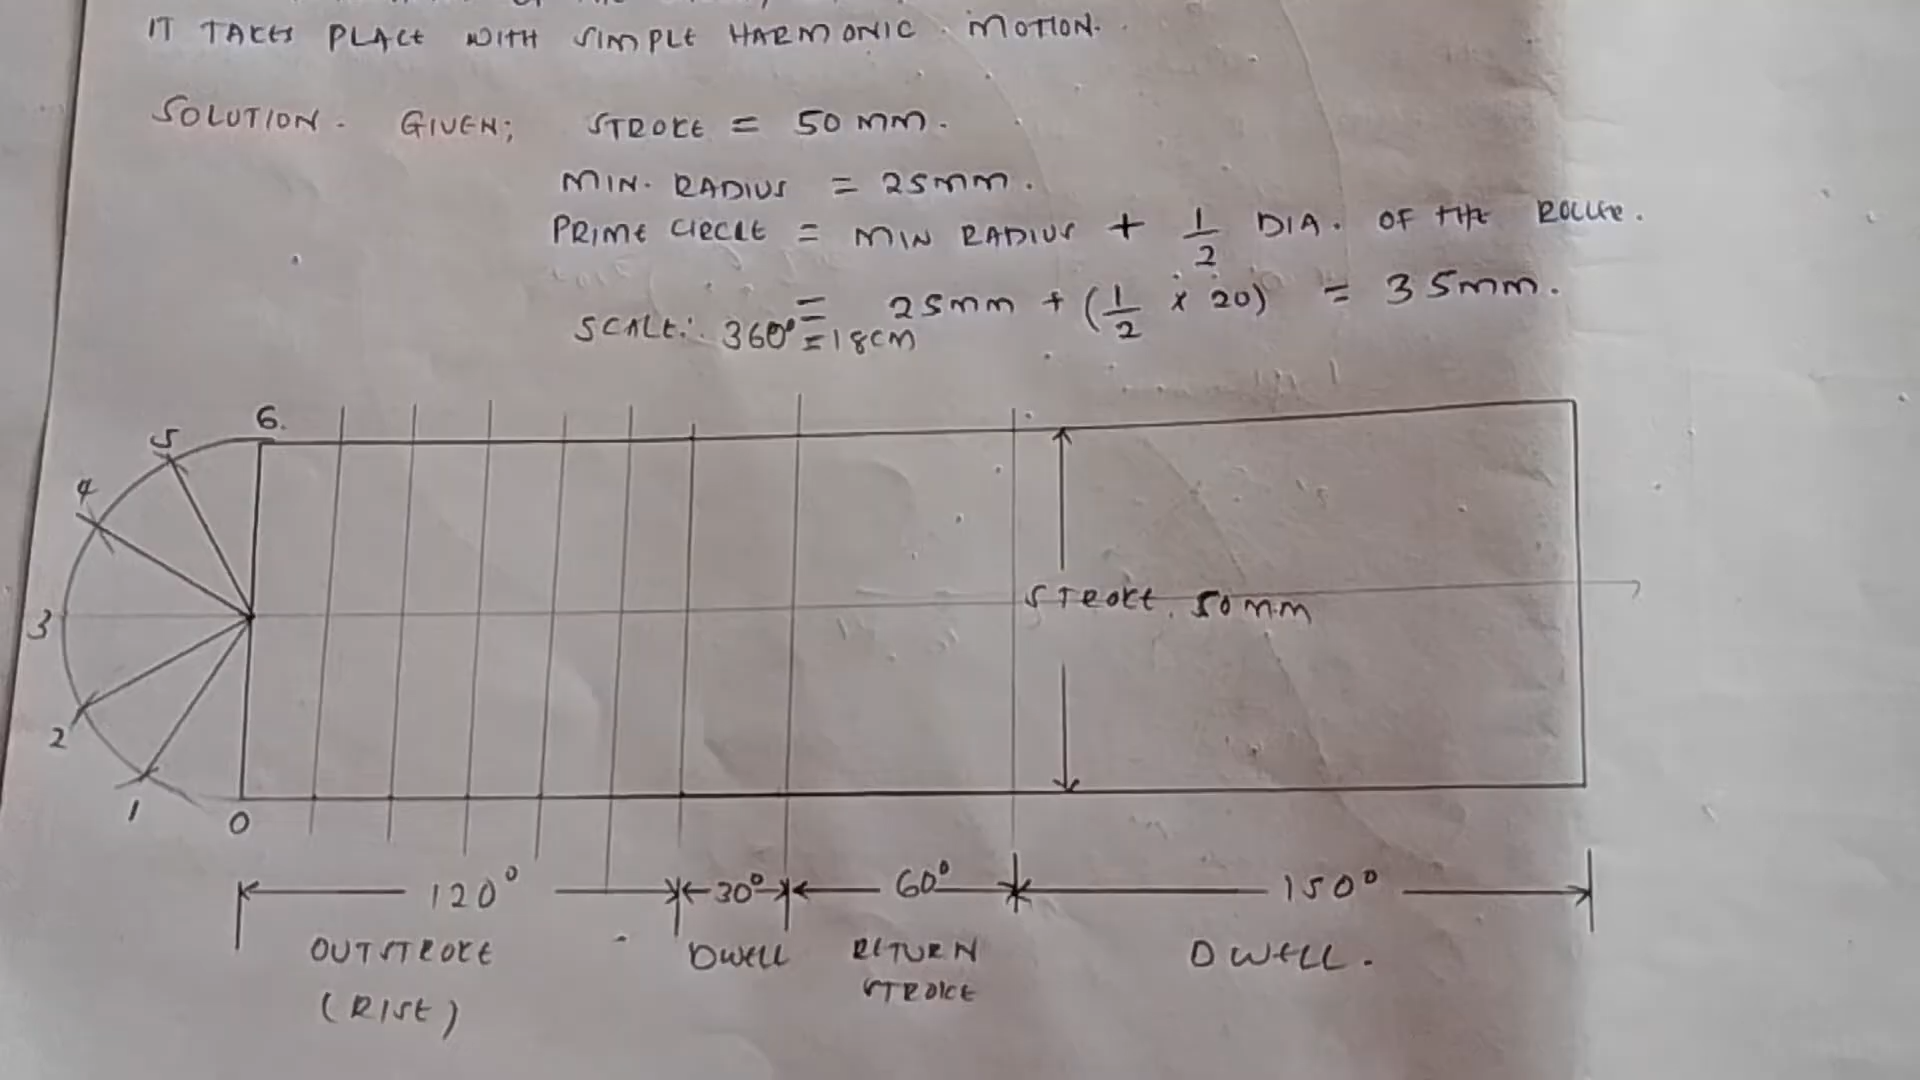 IT TAKES PLACE WITH SIMPLE HARMONIC MOTION.
SOLUTION - GIVEN; STROKE = 50 mm.
MIN. RADIUS = 25mm.
PRIME CIRCLE = MIN RADIUS + 1/2 DIA. OF THE ROLLER.
= 25mm + (1/2 × 20) = 35mm.
SCALE: 360° = 18cm
6.
5
4
3
2
1
0
STROKE. 50mm
120° 30° 60° 150°
OUTSTROKE DWELL RETURN DWELL.
(RISE) STROKE